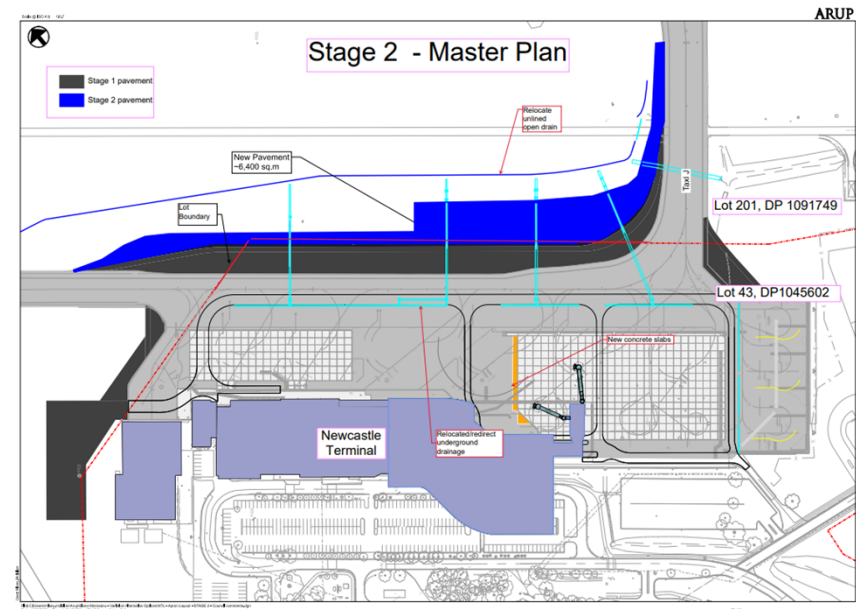 ARUP
Stage 2 - Master Plan
Stage 1 pavement
Stage 2 pavement
Relocate
unlined
open drain
New Pavement
~6,400 sq,m
Taxi J
Lot
Boundary
Lot 201, DP 1091749
Lot 43, DP1045602
New concrete slabs
Newcastle
Terminal
Relocated/redirect
underground
drainage